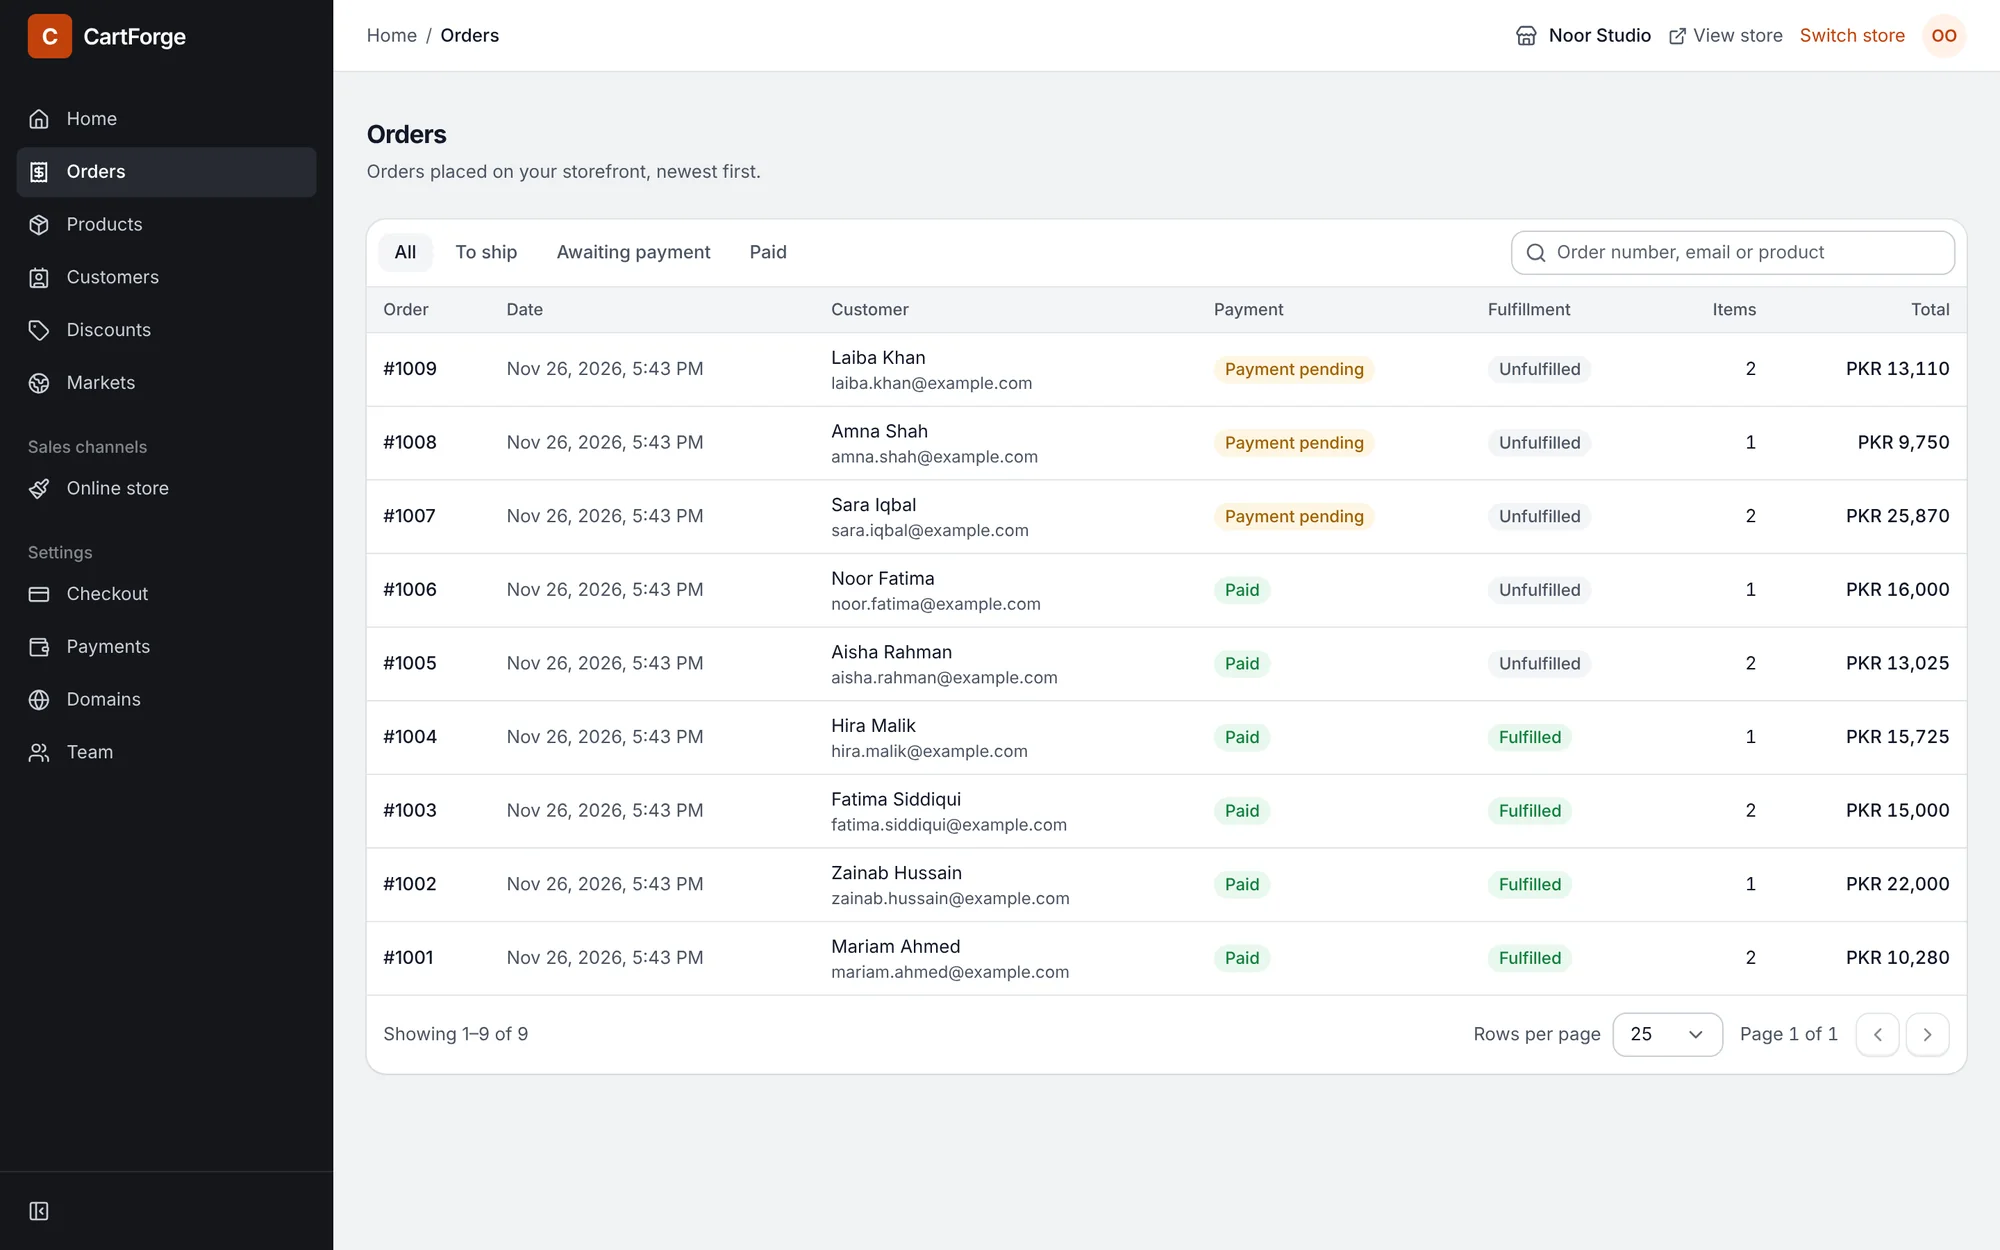 C CartForge
Home
Orders
Products
Customers
Discounts
Markets
Sales channels
Online store
Settings
Checkout
Payments
Domains
Team
Home / Orders
Noor Studio View store Switch store OO
Orders
Orders placed on your storefront, newest first.
All To ship Awaiting payment Paid Order number, email or product
Order Date Customer Payment Fulfillment Items Total
#1009 Nov 26, 2026, 5:43 PM Laiba Khan Payment pending Unfulfilled 2 PKR 13,110
laiba.khan@example.com
#1008 Nov 26, 2026, 5:43 PM Amna Shah Payment pending Unfulfilled 1 PKR 9,750
amna.shah@example.com
#1007 Nov 26, 2026, 5:43 PM Sara Iqbal Payment pending Unfulfilled 2 PKR 25,870
sara.iqbal@example.com
#1006 Nov 26, 2026, 5:43 PM Noor Fatima Paid Unfulfilled 1 PKR 16,000
noor.fatima@example.com
#1005 Nov 26, 2026, 5:43 PM Aisha Rahman Paid Unfulfilled 2 PKR 13,025
aisha.rahman@example.com
#1004 Nov 26, 2026, 5:43 PM Hira Malik Paid Fulfilled 1 PKR 15,725
hira.malik@example.com
#1003 Nov 26, 2026, 5:43 PM Fatima Siddiqui Paid Fulfilled 2 PKR 15,000
fatima.siddiqui@example.com
#1002 Nov 26, 2026, 5:43 PM Zainab Hussain Paid Fulfilled 1 PKR 22,000
zainab.hussain@example.com
#1001 Nov 26, 2026, 5:43 PM Mariam Ahmed Paid Fulfilled 2 PKR 10,280
mariam.ahmed@example.com
Showing 1–9 of 9 Rows per page 25 Page 1 of 1